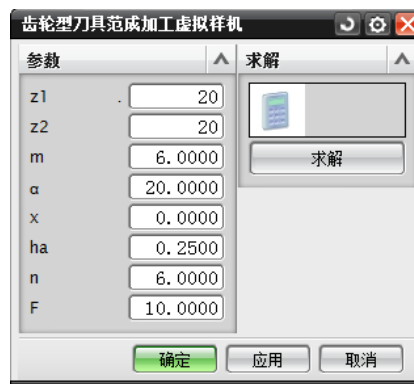 齿轮型刀具范成加工虚拟样机
参数
z1 . 20
z2 20
m 6.0000
α 20.0000
x 0.0000
ha 0.2500
n 6.0000
F 10.0000
求解
求解
确定 应用 取消